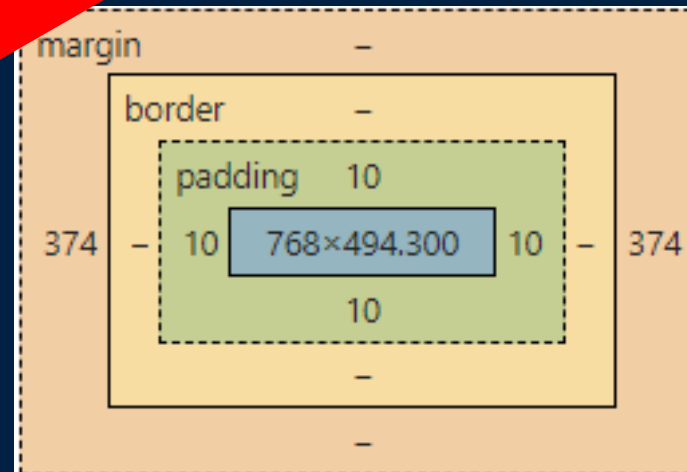 margin –
border –
padding 10
374 – 10 768×494.300 10 – 374
10
–
–